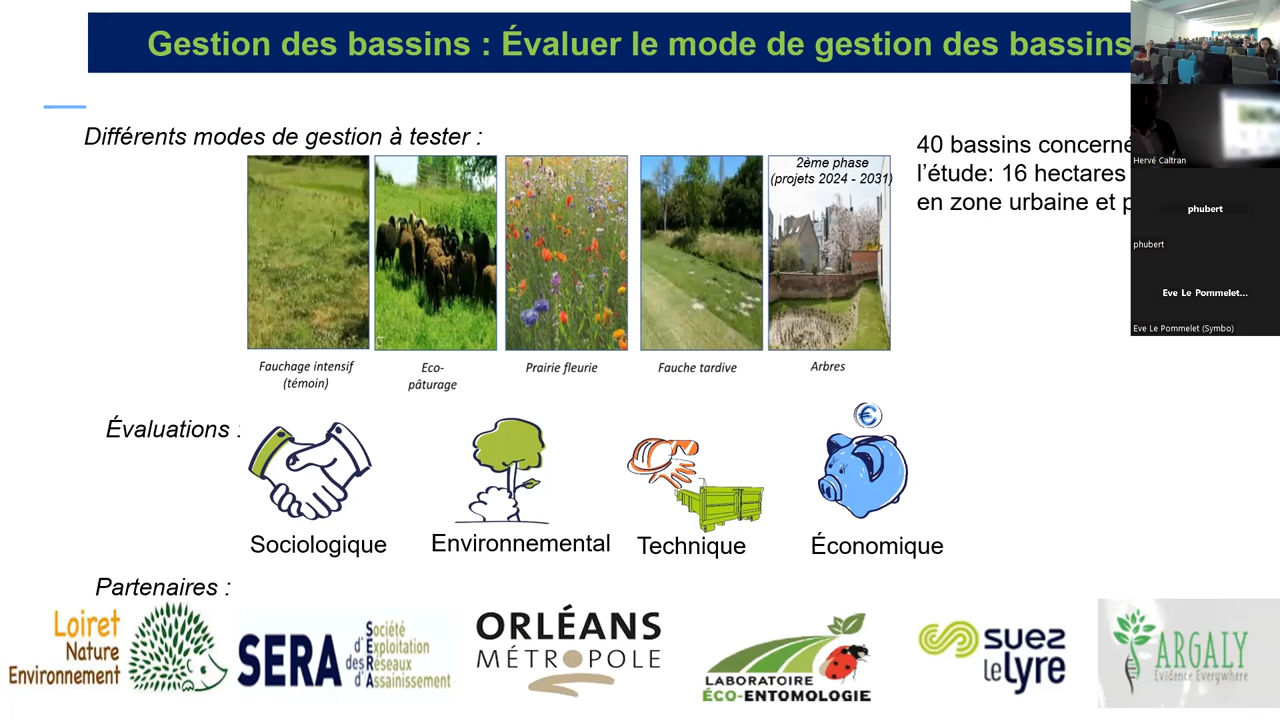 Gestion des bassins : Évaluer le mode de gestion des bassins
Différents modes de gestion à tester :
2ème phase
(projets 2024 - 2031)
40 bassins concerné
l'étude: 16 hectares
en zone urbaine et p
Hervé Caltran
phubert
phubert
Eve Le Pommelet...
Eve Le Pommelet (Symbo)
Fauchage intensif
(témoin)
Eco-
pâturage
Prairie fleurie
Fauche tardive
Arbres
Évaluations :
Sociologique
Environnemental
Technique
Économique
Partenaires :
Loiret
Nature
Environnement
SERA
Société
d'Exploitation
des Réseaux
d'Assainissement
ORLÉANS
MÉTROPOLE
LABORATOIRE
ÉCO-ENTOMOLOGIE
suez
le lyre
ARGALY
Evidence Everywhere